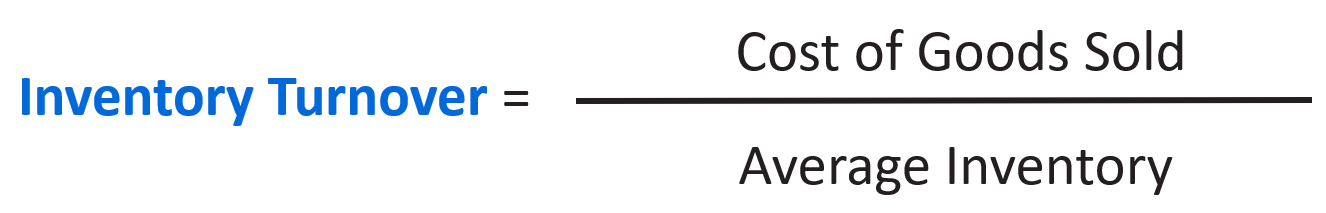 Cost of Goods Sold
Inventory Turnover =
Average Inventory